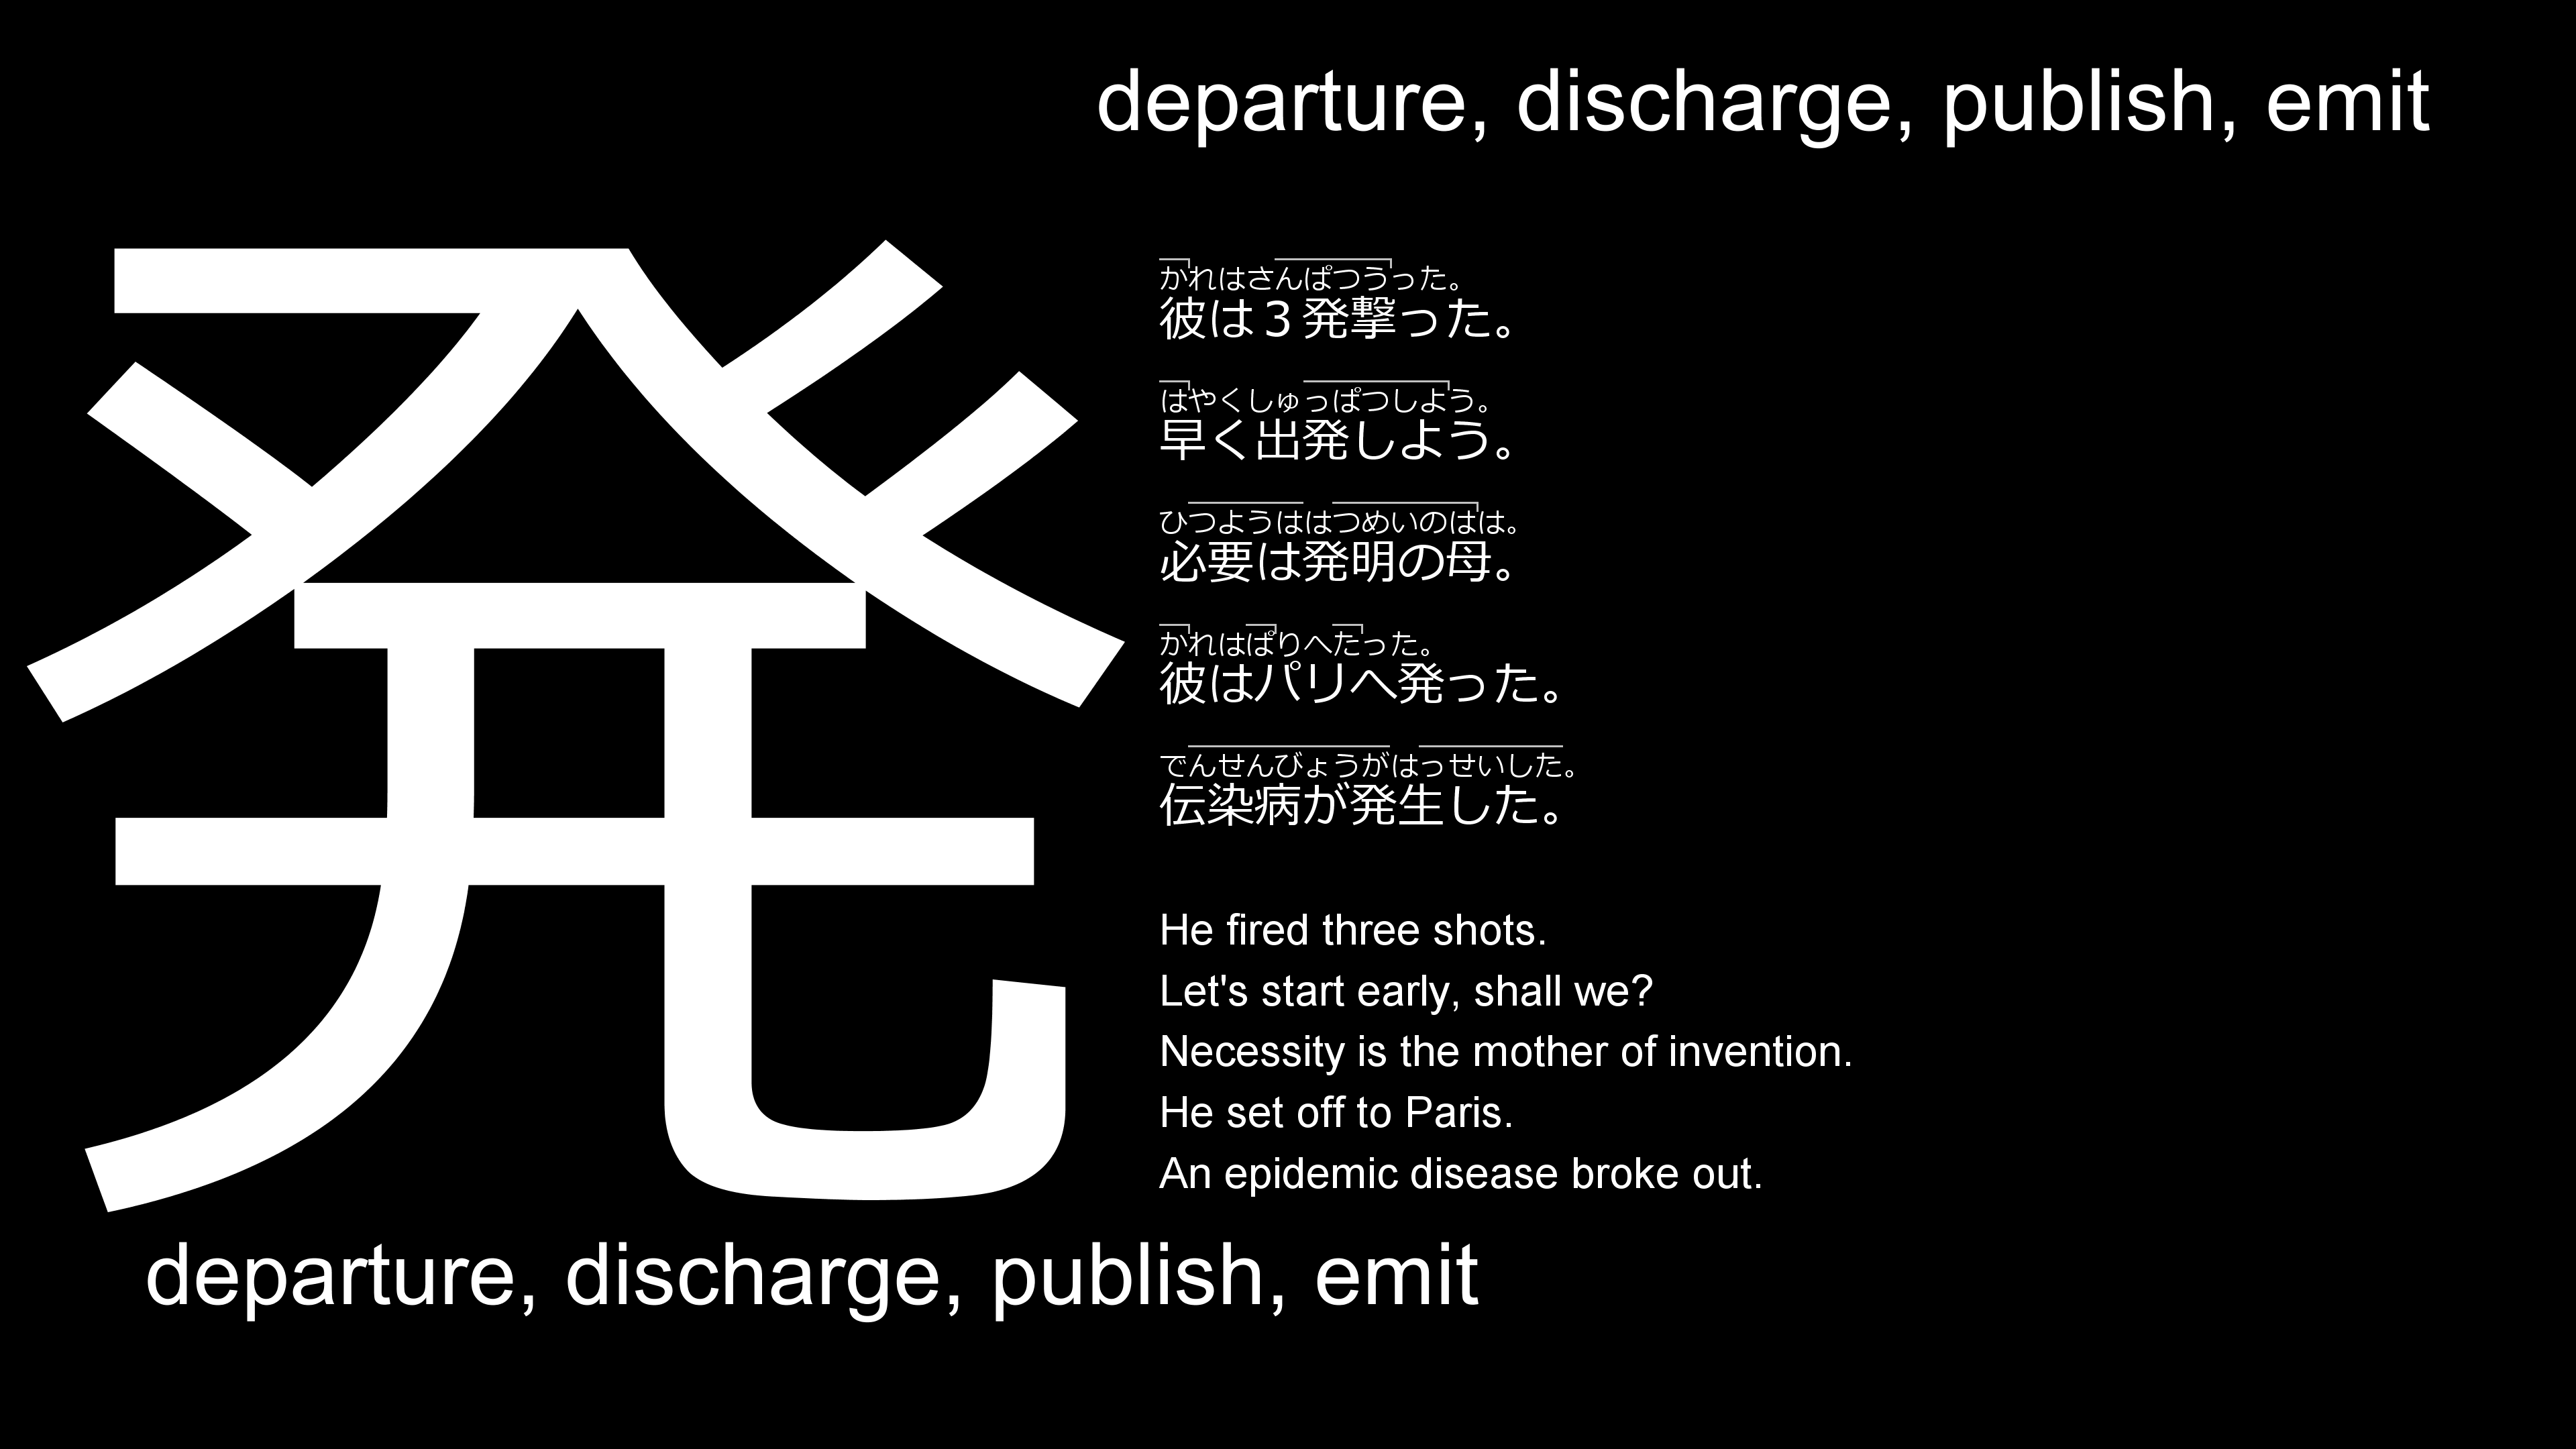 departure, discharge, publish, emit
発
かれはさんぱつうった。
彼は３発撃った。
はやくしゅっぱつしよう。
早く出発しよう。
ひつようははつめいのはは。
必要は発明の母。
かれはぱりへたった。
彼はパリへ発った。
でんせんびょうがはっせいした。
伝染病が発生した。
He fired three shots.
Let's start early, shall we?
Necessity is the mother of invention.
He set off to Paris.
An epidemic disease broke out.
departure, discharge, publish, emit